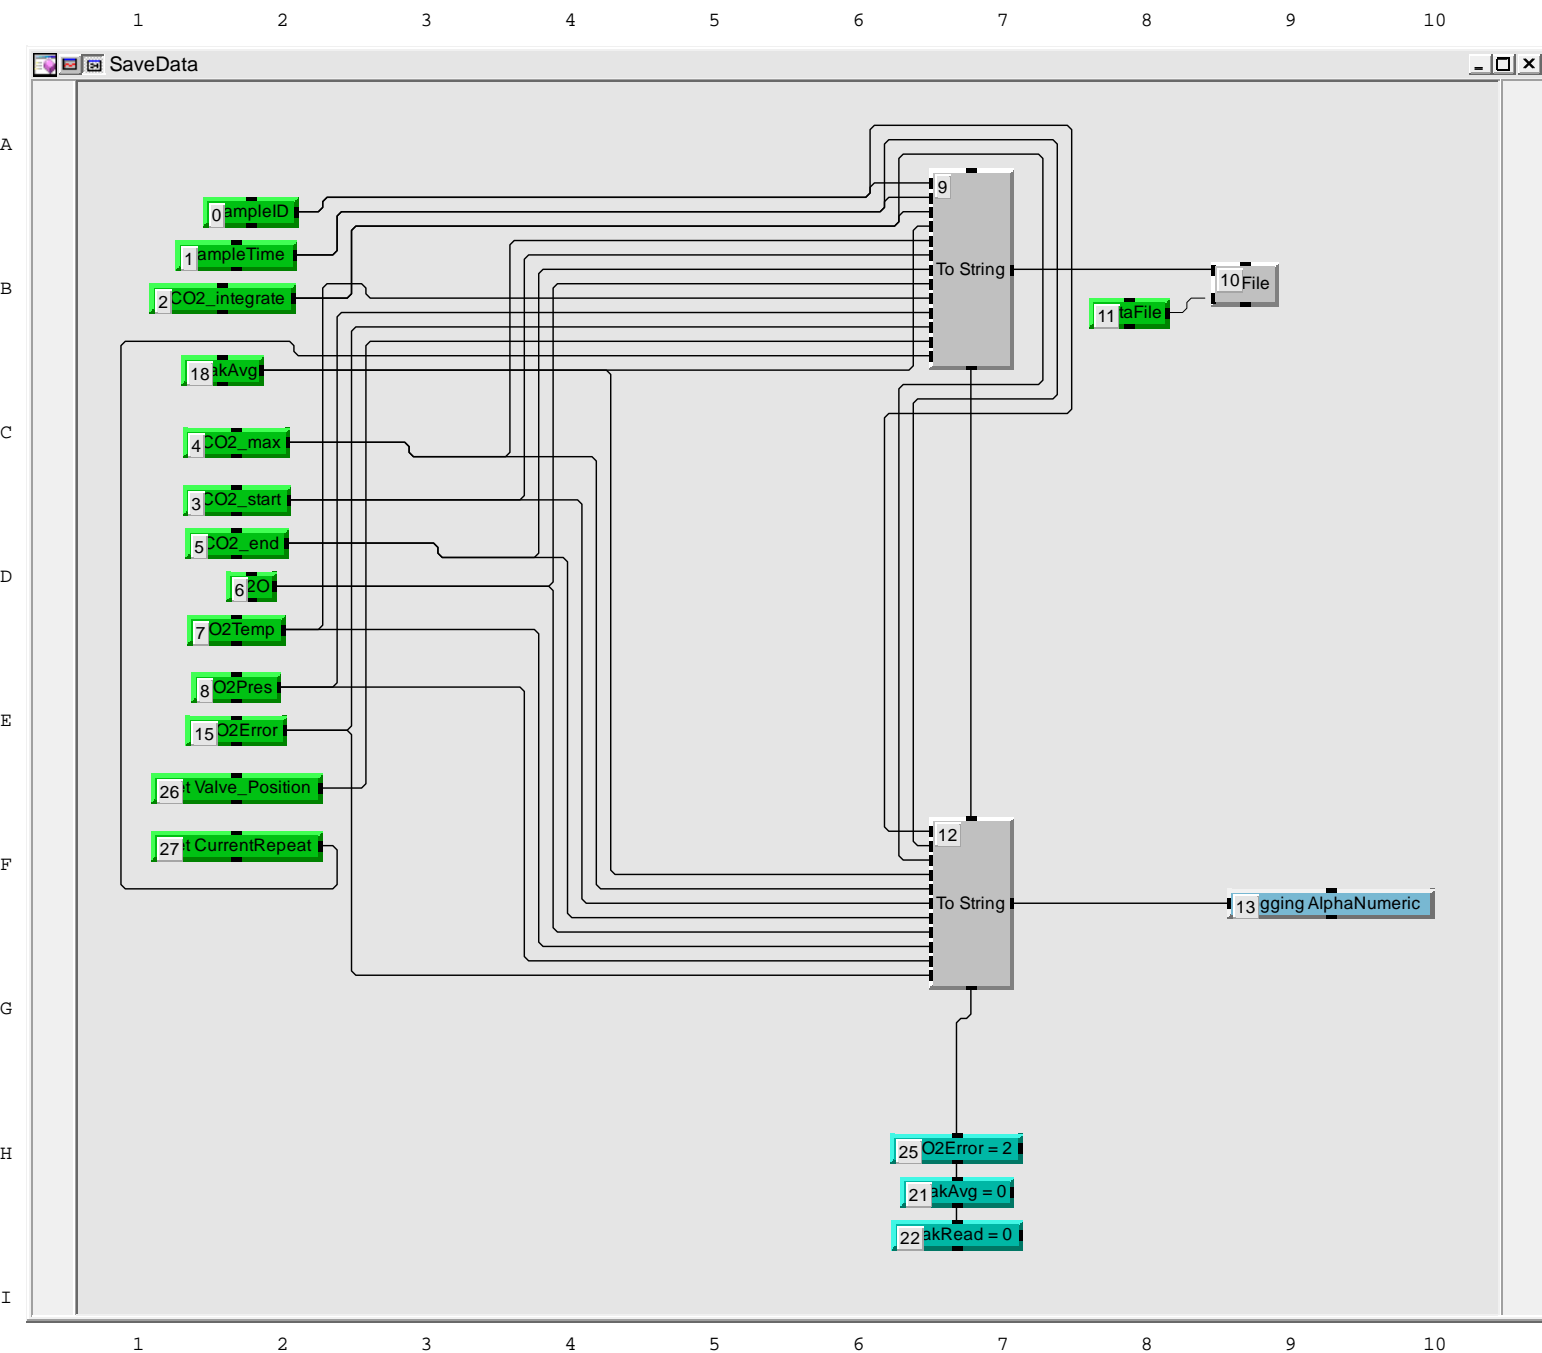 1 2 3 4 5 6 7 8 9 10
SaveData
A
9
0 ampleID
1 ampleTime
To String
B
2 CO2_integrate
10 File
11 taFile
18 akAvg
C
4 CO2_max
3 CO2_start
5 CO2_end
D
6 2O
7 O2Temp
8 O2Pres
E
15 O2Error
26 t Valve_Position
12
27 t CurrentRepeat
F
To String
13 gging AlphaNumeric
G
25 O2Error = 2
H
21 akAvg = 0
22 akRead = 0
I
1 2 3 4 5 6 7 8 9 10